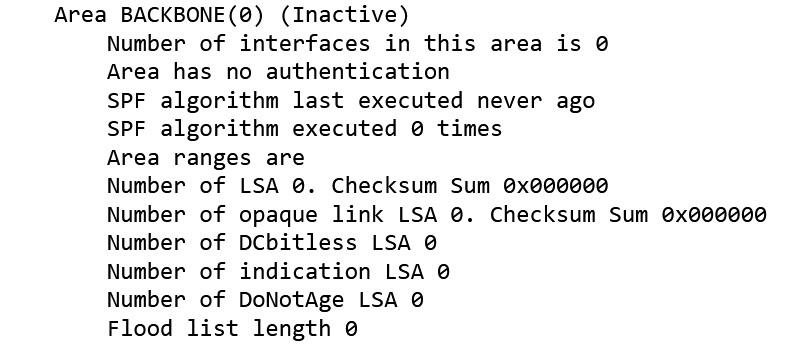 Area BACKBONE(0) (Inactive)
Number of interfaces in this area is 0
Area has no authentication
SPF algorithm last executed never ago
SPF algorithm executed 0 times
Area ranges are
Number of LSA 0. Checksum Sum 0x000000
Number of opaque link LSA 0. Checksum Sum 0x000000
Number of DCbitless LSA 0
Number of indication LSA 0
Number of DoNotAge LSA 0
Flood list length 0